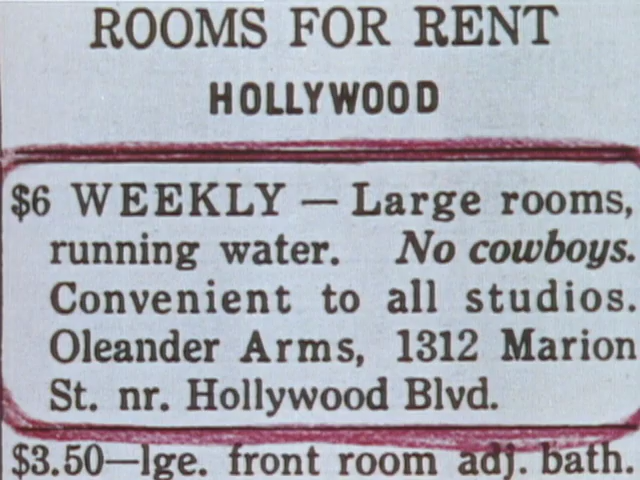 ROOMS FOR RENT
HOLLYWOOD
$6 WEEKLY — Large rooms,
running water. No cowboys.
Convenient to all studios.
Oleander Arms, 1312 Marion
St. nr. Hollywood Blvd.
$3.50—lge. front room adj. bath.